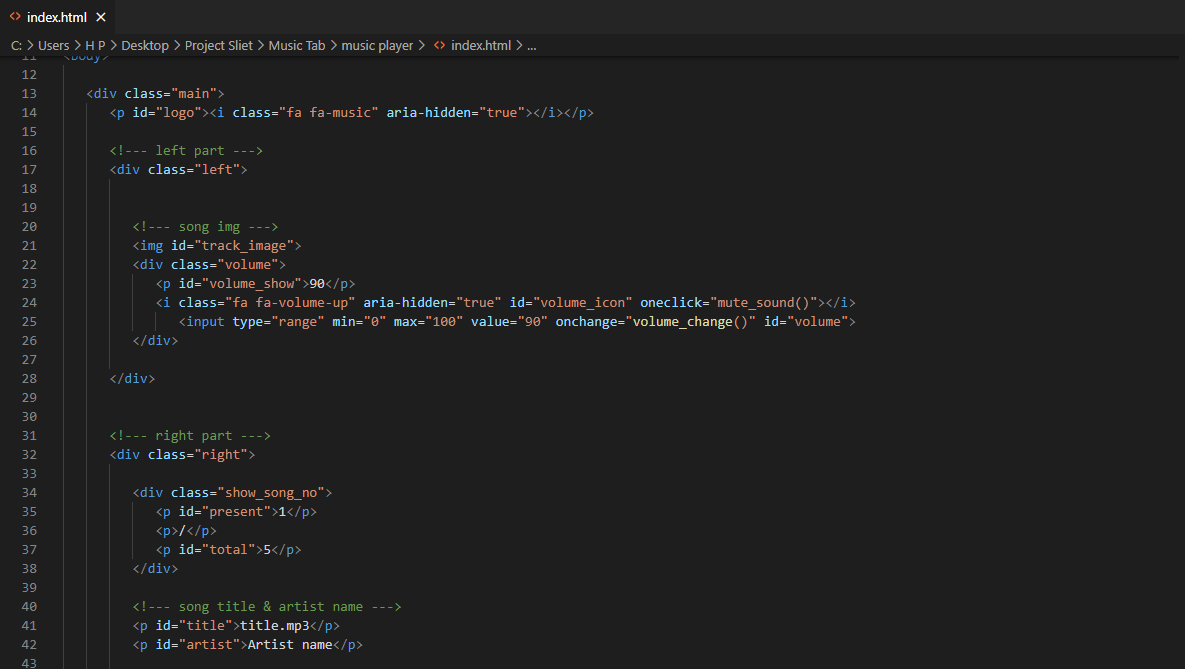 index.html
C: Users H P Desktop Project Sliet Music Tab music player index.html ...
11 <body>
12
13 <div class="main">
14 <p id="logo"><i class="fa fa-music" aria-hidden="true"></i></p>
15
16 <!--- left part --->
17 <div class="left">
18
19
20 <!--- song img --->
21 <img id="track_image">
22 <div class="volume">
23 <p id="volume_show">90</p>
24 <i class="fa fa-volume-up" aria-hidden="true" id="volume_icon" oneclick="mute_sound()"></i>
25 <input type="range" min="0" max="100" value="90" onchange="volume_change()" id="volume">
26 </div>
27
28 </div>
29
30
31 <!--- right part --->
32 <div class="right">
33
34 <div class="show_song_no">
35 <p id="present">1</p>
36 <p>/</p>
37 <p id="total">5</p>
38 </div>
39
40 <!--- song title & artist name --->
41 <p id="title">title.mp3</p>
42 <p id="artist">Artist name</p>
43